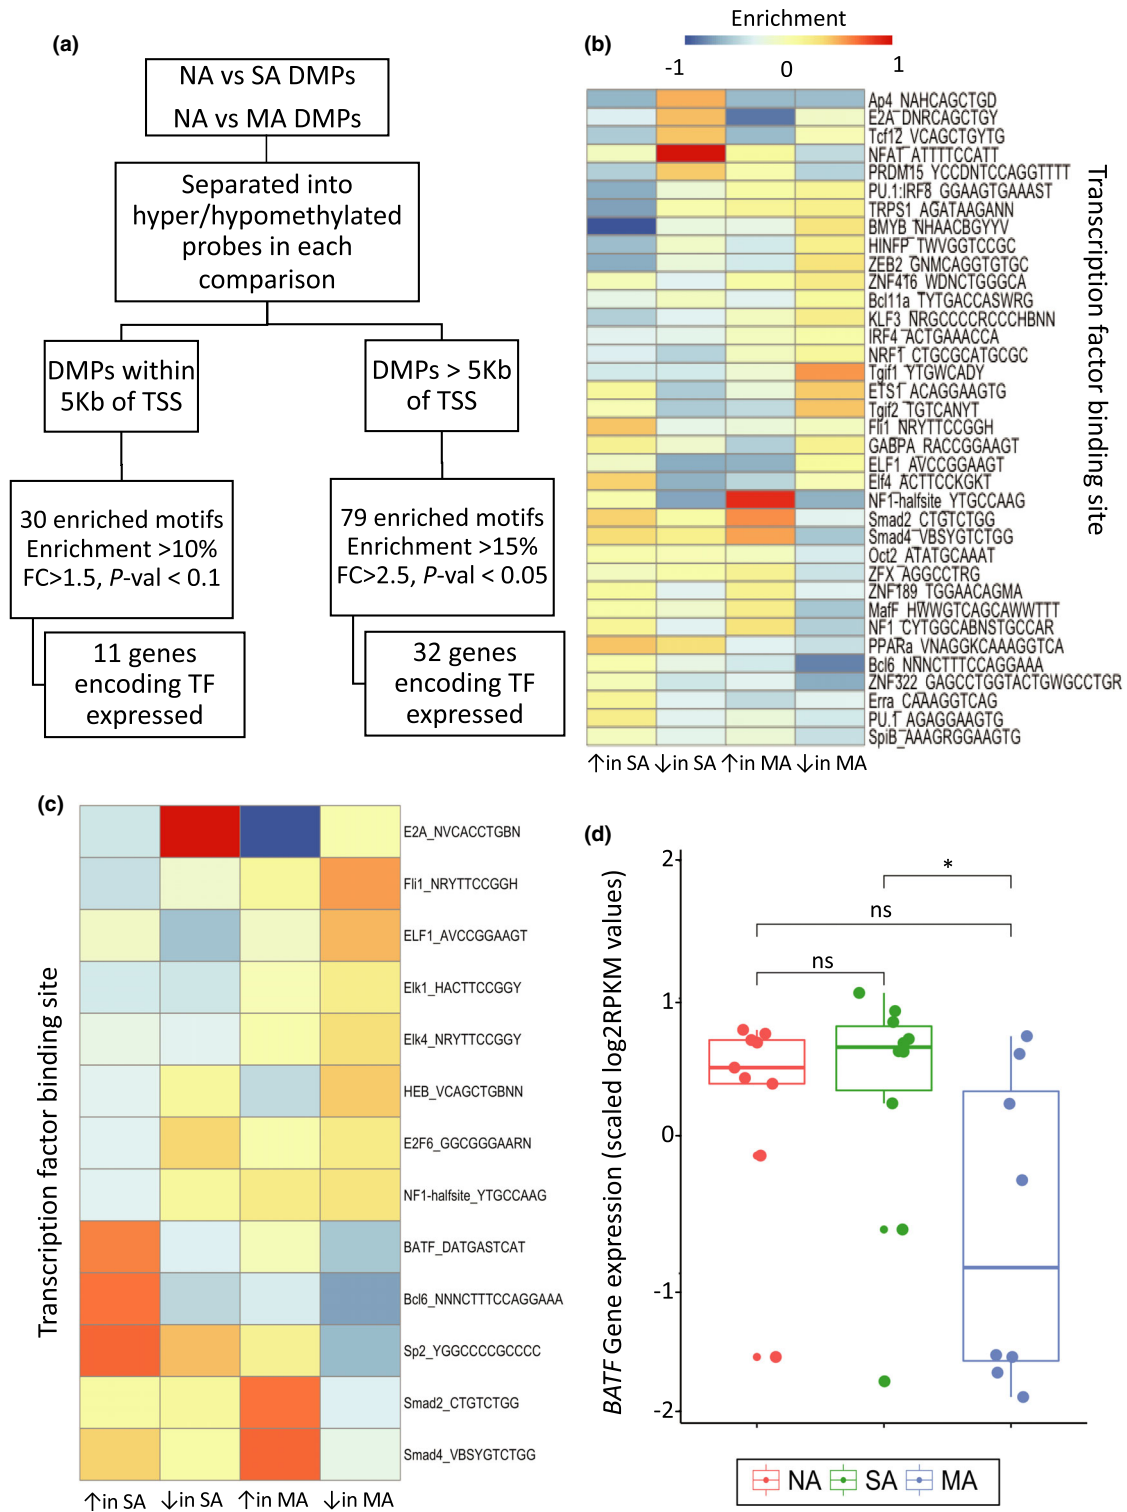 (a)
NA vs SA DMPs
NA vs MA DMPs
Separated into
hyper/hypomethylated
probes in each
comparison
DMPs within
5Kb of TSS
DMPs > 5Kb
of TSS
30 enriched motifs
Enrichment >10%
FC>1.5, P-val < 0.1
79 enriched motifs
Enrichment >15%
FC>2.5, P-val < 0.05
11 genes
encoding TF
expressed
32 genes
encoding TF
expressed
(b)
Enrichment
-1 0 1
Ap4_NAHCAGCTGD
E2A_DNRCAGCTGY
Tcf12_VCAGCTGYTG
NFAT_ATTTTCCATT
PRDM15_YCCDNTCCAGGTTTT
PU.1:IRF8_GGAAGTGAAAST
TRPS1_AGATAAGANN
BMYB_NHAACBGYYV
HINFP_TWVGGTCCGC
ZEB2_GNMCAGGTGTGC
ZNF416_WDNCTGGGCA
Bcl11a_TYTGACCASWRG
KLF3_NRGCCCCRCCCHBNN
IRF4_ACTGAAACCA
NRF1_CTGCGCATGCGC
Tgif1_YTGWCADY
ETS1_ACAGGAAGTG
Tgif2_TGTCANYT
Fli1_NRYTTCCGGH
GABPA_RACCGGAAGT
ELF1_AVCCGGAAGT
Elf4_ACTTCCKGKT
NF1-halfsite_YTGCCAAG
Smad2_CTGTCTGG
Smad4_VBSYGTCTGG
Oct2_ATATGCAAAT
ZFX_AGGCCTRG
ZNF189_TGGAACAGMA
MafF_HWWGTCAGCAWWTTT
NF1_CYTGGCABNSTGCCAR
PPARa_VNAGGKCAAAGGTCA
Bcl6_NNNCTTTCCAGGAAA
ZNF322_GAGCCTGGTACTGWGCCTGR
Erra_CAAAGGTCAG
PU.1_AGAGGAAGTG
SpiB_AAAGRGGAAGTG
Transcription factor binding site
↑in SA ↓in SA ↑in MA ↓in MA
(c)
Transcription factor binding site
E2A_NVCACCTGBN
Fli1_NRYTTCCGGH
ELF1_AVCCGGAAGT
Elk1_HACTTCCGGY
Elk4_NRYTTCCGGY
HEB_VCAGCTGBNN
E2F6_GGCGGGAARN
NF1-halfsite_YTGCCAAG
BATF_DATGASTCAT
Bcl6_NNNCTTTCCAGGAAA
Sp2_YGGCCCCGCCCC
Smad2_CTGTCTGG
Smad4_VBSYGTCTGG
↑in SA ↓in SA ↑in MA ↓in MA
(d)
BATF Gene expression (scaled log2RPKM values)
2
1
0
-1
-2
*
ns
ns
NA SA MA